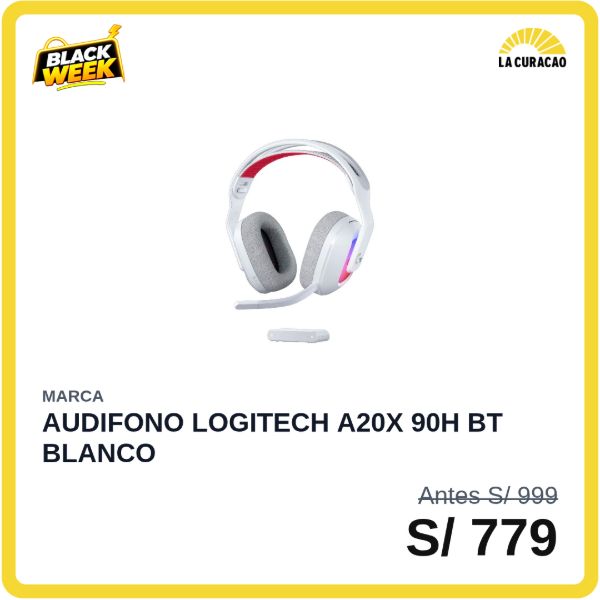 BLACK
WEEK
LA CURACAO
MARCA
AUDIFONO LOGITECH A20X 90H BT
BLANCO
Antes S/ 999
S/ 779